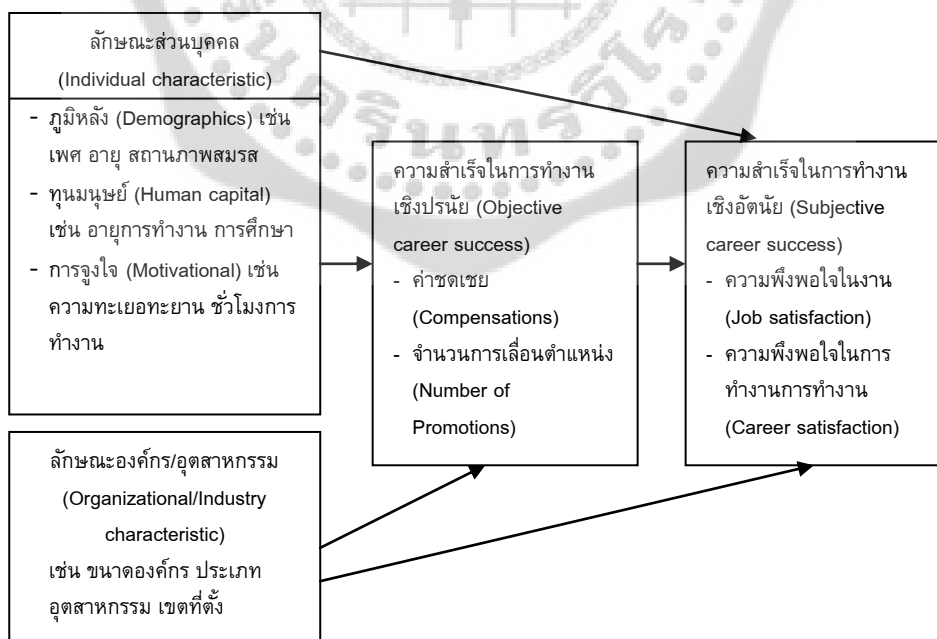 ลักษณะส่วนบุคคล
(Individual characteristic)
- ภูมิหลัง (Demographics) เช่น
เพศ อายุ สถานภาพสมรส
- ทุนมนุษย์ (Human capital)
เช่น อายุการทำงาน การศึกษา
- การจูงใจ (Motivational) เช่น
ความทะเยอทะยาน ชั่วโมงการ
ทำงาน
ลักษณะองค์กร/อุตสาหกรรม
(Organizational/Industry
characteristic)
เช่น ขนาดองค์กร ประเภท
อุตสาหกรรม เขตที่ตั้ง
ความสำเร็จในการทำงาน
เชิงปรนัย (Objective
career success)
- ค่าชดเชย
(Compensations)
- จำนวนการเลื่อนตำแหน่ง
(Number of
Promotions)
ความสำเร็จในการทำงาน
เชิงอัตนัย (Subjective
career success)
- ความพึงพอใจในงาน
(Job satisfaction)
- ความพึงพอใจในการ
ทำงานการทำงาน
(Career satisfaction)